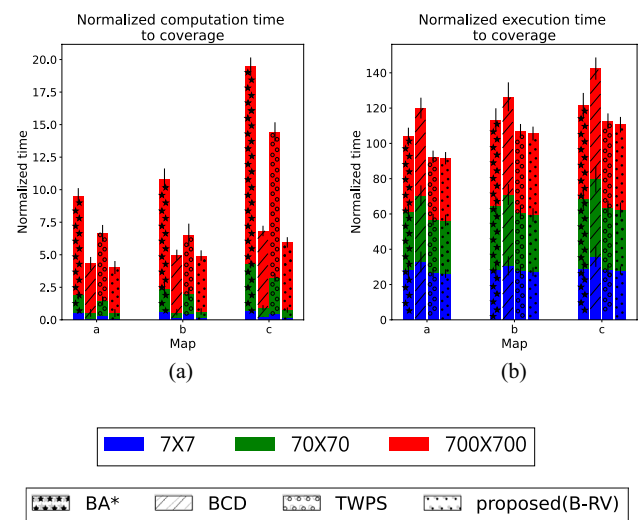 Normalized computation time
to coverage
Normalized time
20.0
17.5
15.0
12.5
10.0
7.5
5.0
2.5
0.0
a b c
Map
(a)
Normalized execution time
to coverage
Normalized time
140
120
100
80
60
40
20
0
a b c
Map
(b)
7X7 70X70 700X700
BA* BCD TWPS proposed(B-RV)